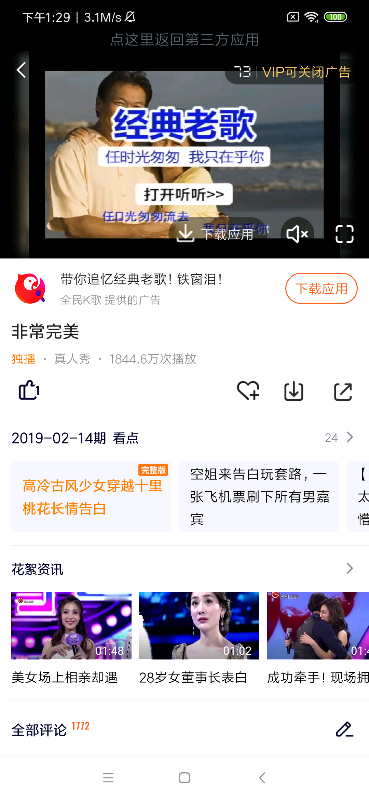 下午1:29 | 3.1M/s
100
点这里返回第三方应用
73 | VIP可关闭广告
经典老歌
任时光匆匆 我只在乎你
打开听听>>
任时光匆匆流去
下载应用
带你追忆经典老歌！铁窗泪！
全民K歌 提供的广告
下载应用
非常完美
独播 · 真人秀 · 1844.6万次播放
1
2019-02-14期 看点
24
完整版
高冷古风少女穿越十里
桃花长情告白
空姐来告白玩套路，一
张飞机票刷下所有男嘉
宾
【
太
惜
花絮资讯
01:48
01:02
01:4
美女场上相亲却遇
28岁女董事长表白
成功牵手! 现场拥
全部评论 1772